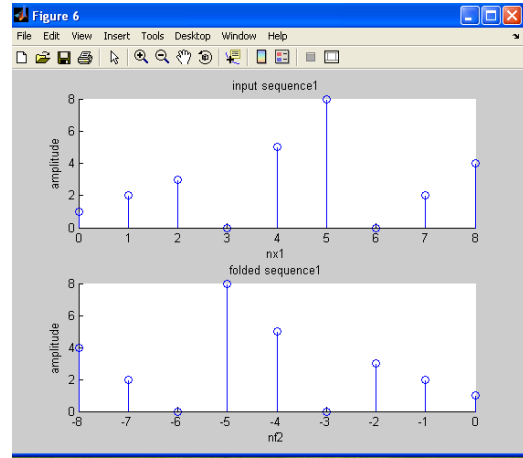 Figure 6
File Edit View Insert Tools Desktop Window Help
input sequence1
amplitude
8
6
4
2
0
0 1 2 3 4 5 6 7 8
nx1
folded sequence1
amplitude
8
6
4
2
0
-8 -7 -6 -5 -4 -3 -2 -1 0
nf2